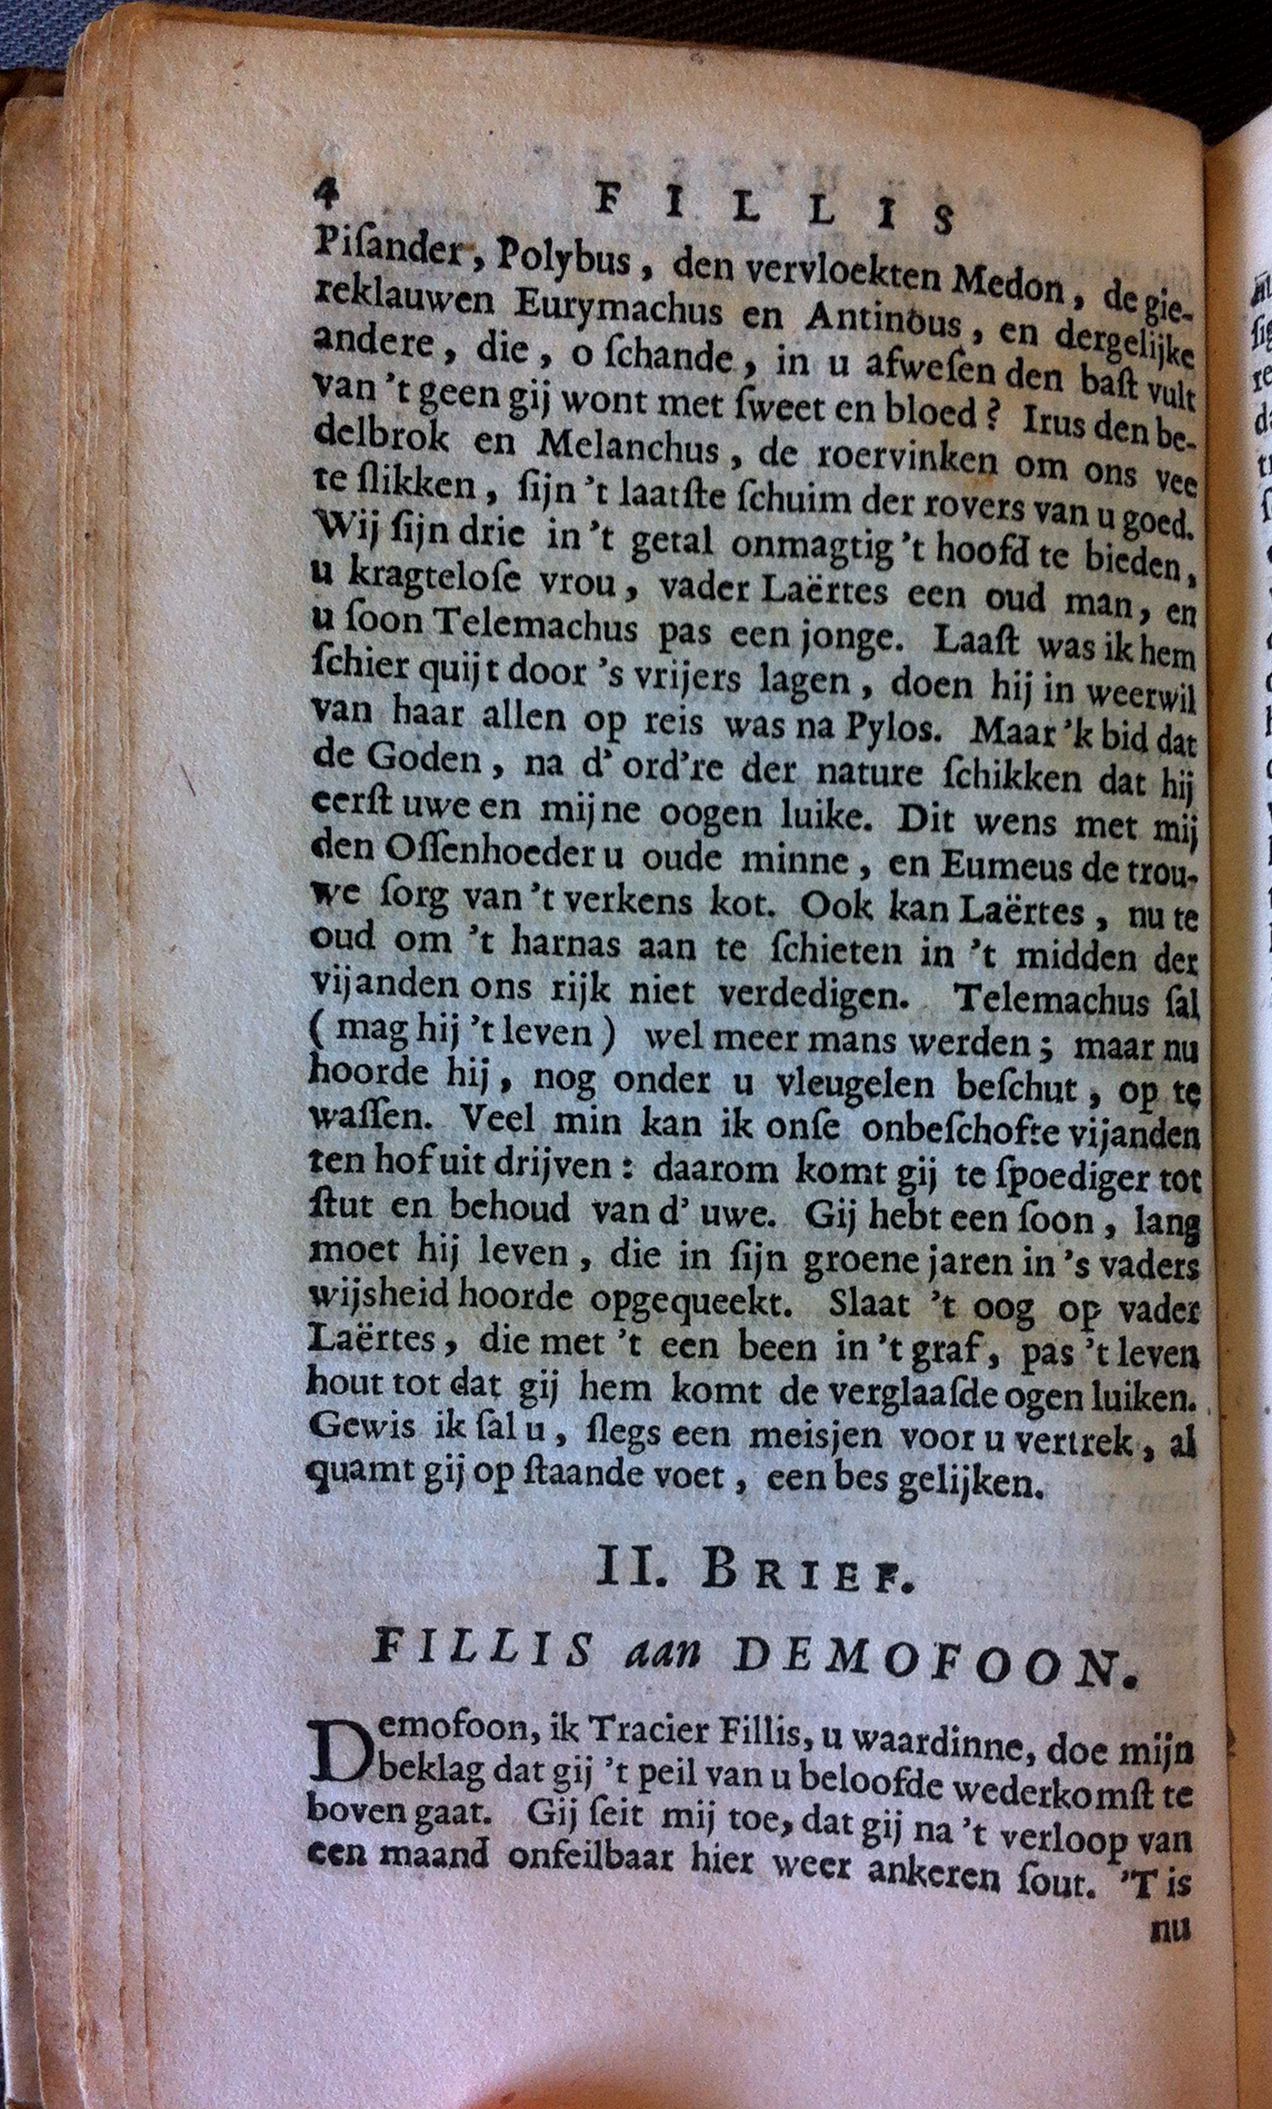 4 FILLIS
Piſander, Polybus, den vervloekten Medon, de gie-
reklauwen Eurymachus en Antinòus, en dergelijke
andere, die, o ſchande, in u afweſen den baſt vult
van 't geen gij wont met ſweet en bloed? Irus den be-
delbrok en Melanchus, de roervinken om ons vee
te ſlikken, ſijn 't laatſte ſchuim der rovers van u goed.
Wij ſijn drie in 't getal onmagtig 't hoofd te bieden,
u kragteloſe vrou, vader Laërtes een oud man, en
u ſoon Telemachus pas een jonge. Laaſt was ik hem
ſchier quijt door 's vrijers lagen, doen hij in weerwil
van haar allen op reis was na Pylos. Maar 'k bid dat
de Goden, na d' ord're der nature ſchikken dat hij
eerſt uwe en mijne oogen luike. Dit wens met mij
den Oſſenhoeder u oude minne, en Eumeus de trou-
we ſorg van 't verkens kot. Ook kan Laërtes, nu te
oud om 't harnas aan te ſchieten in 't midden der
vijanden ons rijk niet verdedigen. Telemachus ſal
(mag hij 't leven) wel meer mans werden; maar nu
hoorde hij, nog onder u vleugelen beſchut, op te
waſſen. Veel min kan ik onſe onbeſchofte vijanden
ten hof uit drijven: daarom komt gij te ſpoediger tot
ſtut en behoud van d' uwe. Gij hebt een ſoon, lang
moet hij leven, die in ſijn groene jaren in 's vaders
wijsheid hoorde opgequeekt. Slaat 't oog op vader
Laërtes, die met 't een been in 't graf, pas 't leven
hout tot dat gij hem komt de verglaaſde ogen luiken.
Gewis ik ſal u, ſlegs een meisjen voor u vertrek, al
quamt gij op ſtaande voet, een bes gelijken.
II. BRIEF.
FILLIS aan DEMOFOON.
Demofoon, ik Tracier Fillis, u waardinne, doe mijn
beklag dat gij 't peil van u beloofde wederkomſt te
boven gaat. Gij ſeit mij toe, dat gij na 't verloop van
een maand onfeilbaar hier weer ankeren ſout. 'T is
nu